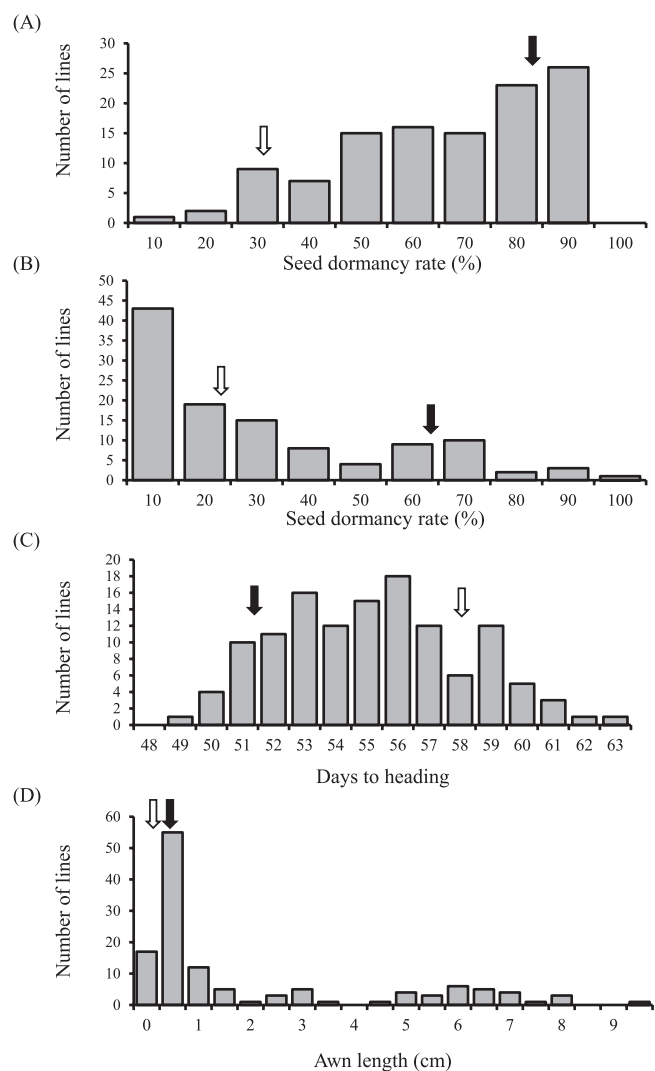 (A)
30
25
20
15
10
5
0
Number of lines
10 20 30 40 50 60 70 80 90 100
Seed dormancy rate (%)
(B)
50
45
40
35
30
25
20
15
10
5
0
Number of lines
10 20 30 40 50 60 70 80 90 100
Seed dormancy rate (%)
(C)
20
18
16
14
12
10
8
6
4
2
0
Number of lines
48 49 50 51 52 53 54 55 56 57 58 59 60 61 62 63
Days to heading
(D)
60
50
40
30
20
10
0
Number of lines
0 1 2 3 4 5 6 7 8 9
Awn length (cm)